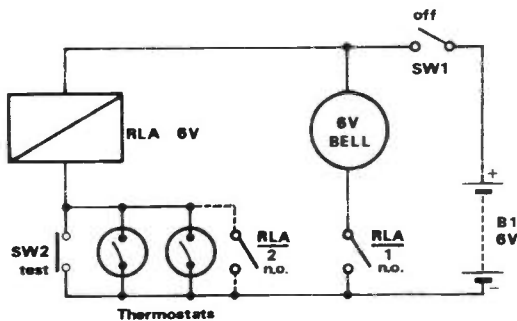 off
SW1
RLA 6V
6V
BELL
+
B1
6V
−
SW2
test
RLA
2
n.o.
RLA
1
n.o.
Thermostats